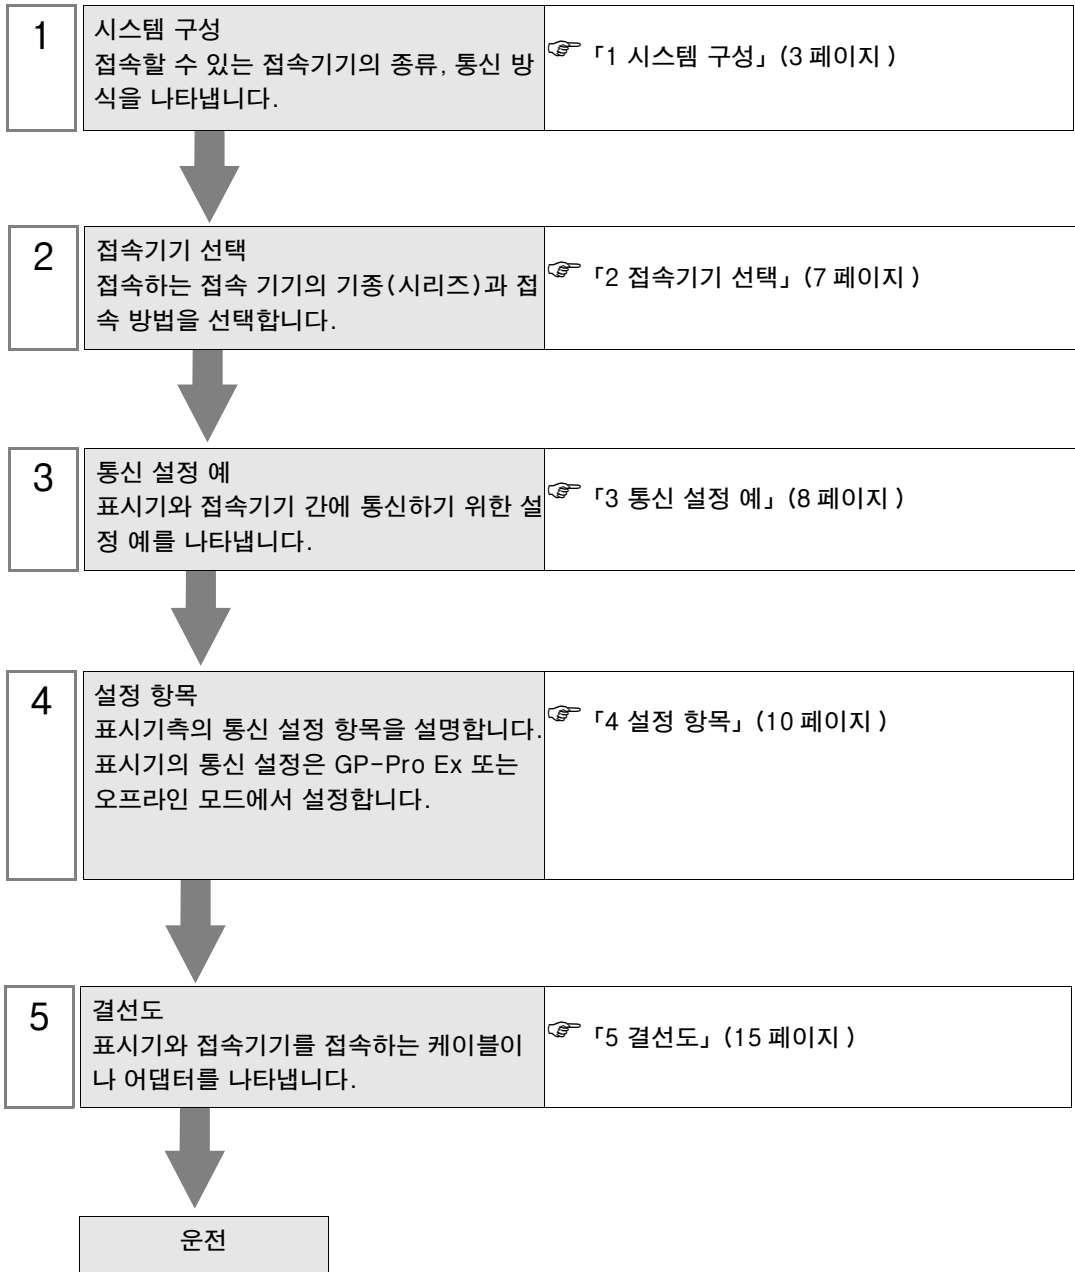 1
시스템 구성
접속할 수 있는 접속기기의 종류, 통신 방
식을 나타냅니다.
☞ 「1 시스템 구성」 (3 페이지 )
2
접속기기 선택
접속하는 접속 기기의 기종(시리즈)과 접
속 방법을 선택합니다.
☞ 「2 접속기기 선택」 (7 페이지 )
3
통신 설정 예
표시기와 접속기기 간에 통신하기 위한 설
정 예를 나타냅니다.
☞ 「3 통신 설정 예」 (8 페이지 )
4
설정 항목
표시기측의 통신 설정 항목을 설명합니다.
표시기의 통신 설정은 GP-Pro Ex 또는
오프라인 모드에서 설정합니다.
☞ 「4 설정 항목」 (10 페이지 )
5
결선도
표시기와 접속기기를 접속하는 케이블이
나 어댑터를 나타냅니다.
☞ 「5 결선도」 (15 페이지 )
운전